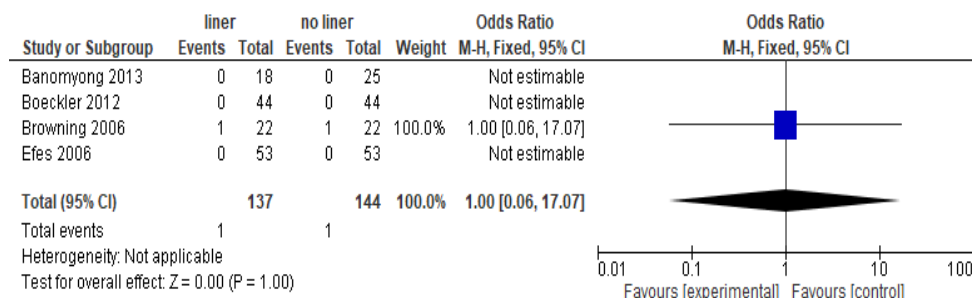 liner no liner Odds Ratio Odds Ratio
Study or Subgroup Events Total Events Total Weight M-H, Fixed, 95% CI M-H, Fixed, 95% CI
Banomyong 2013 0 18 0 25 Not estimable
Boeckler 2012 0 44 0 44 Not estimable
Browning 2006 1 22 1 22 100.0% 1.00 [0.06, 17.07]
Efes 2006 0 53 0 53 Not estimable
Total (95% CI) 137 144 100.0% 1.00 [0.06, 17.07]
Total events 1 1
Heterogeneity: Not applicable
Test for overall effect: Z = 0.00 (P = 1.00)
0.01 0.1 1 10 100
Favours [experimental] Favours [control]